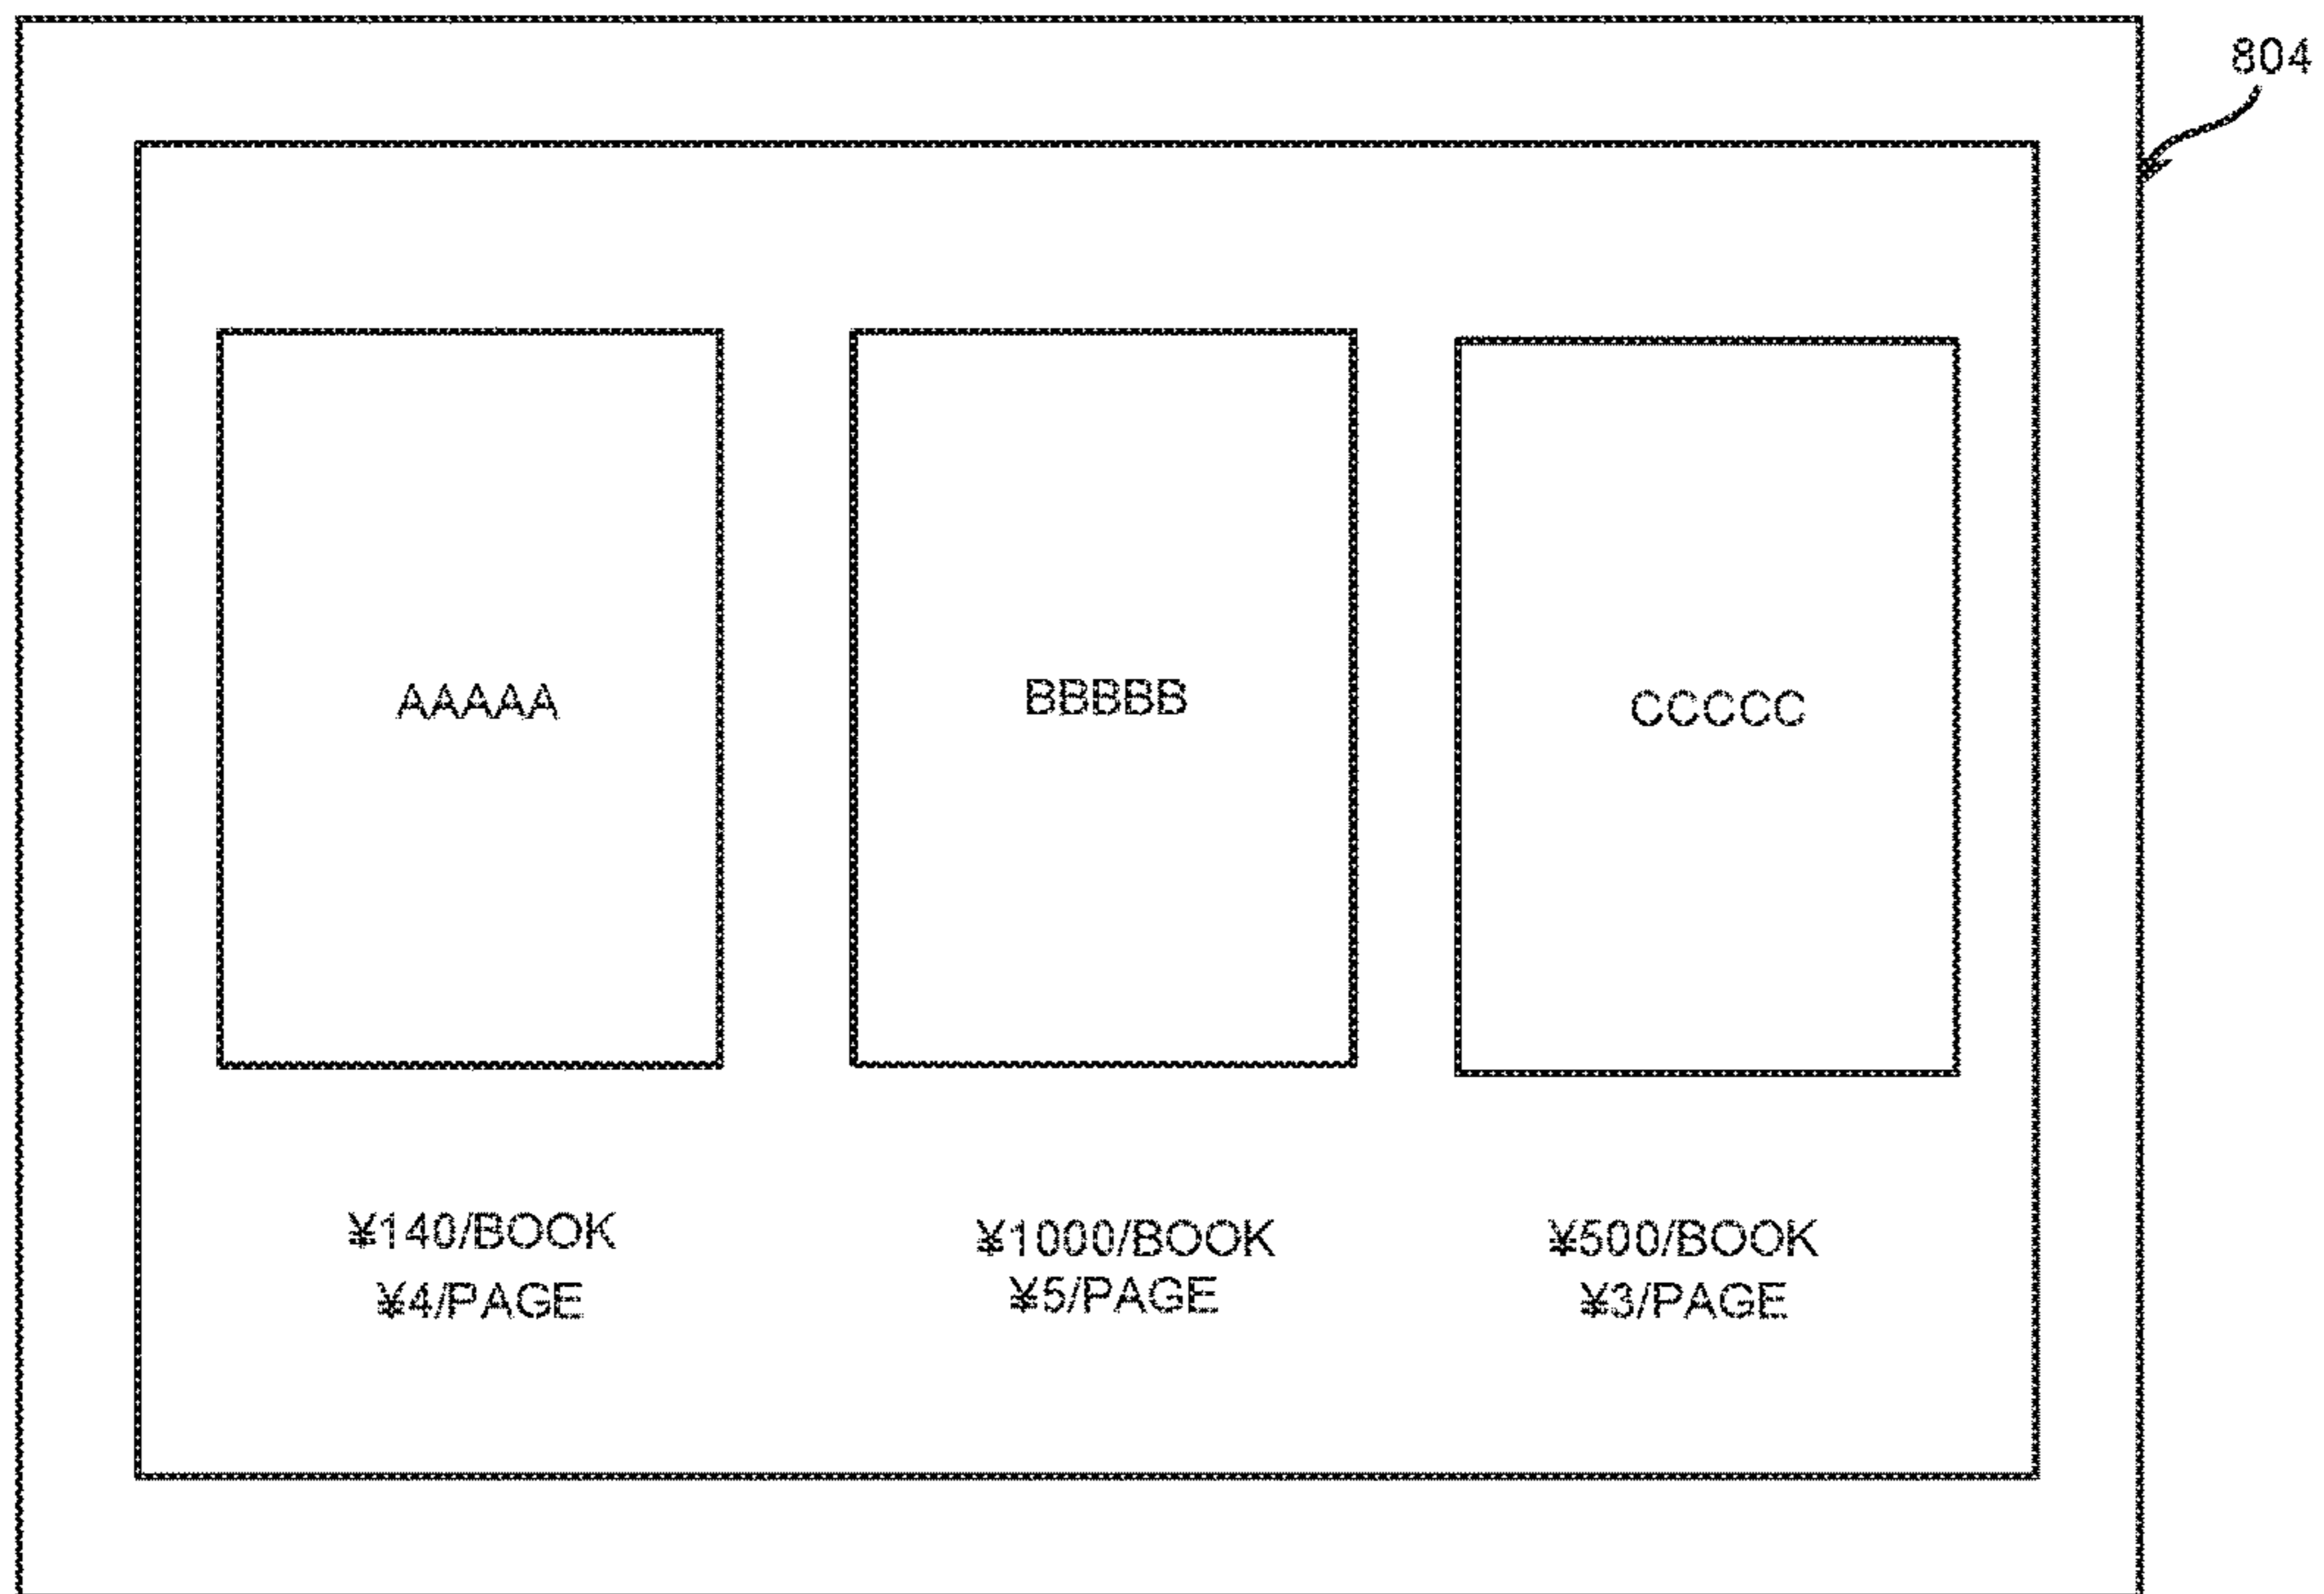 804
AAAAA
BBBBB
CCCCC
¥140/BOOK
¥4/PAGE
¥1000/BOOK
¥5/PAGE
¥500/BOOK
¥3/PAGE